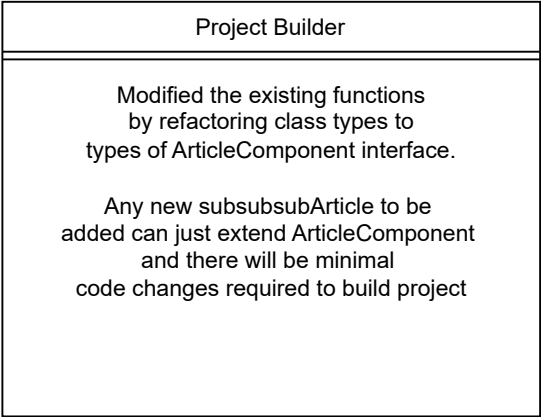 Project Builder
Modified the existing functions
by refactoring class types to
types of ArticleComponent interface.
Any new subsubsubArticle to be
added can just extend ArticleComponent
and there will be minimal
code changes required to build project